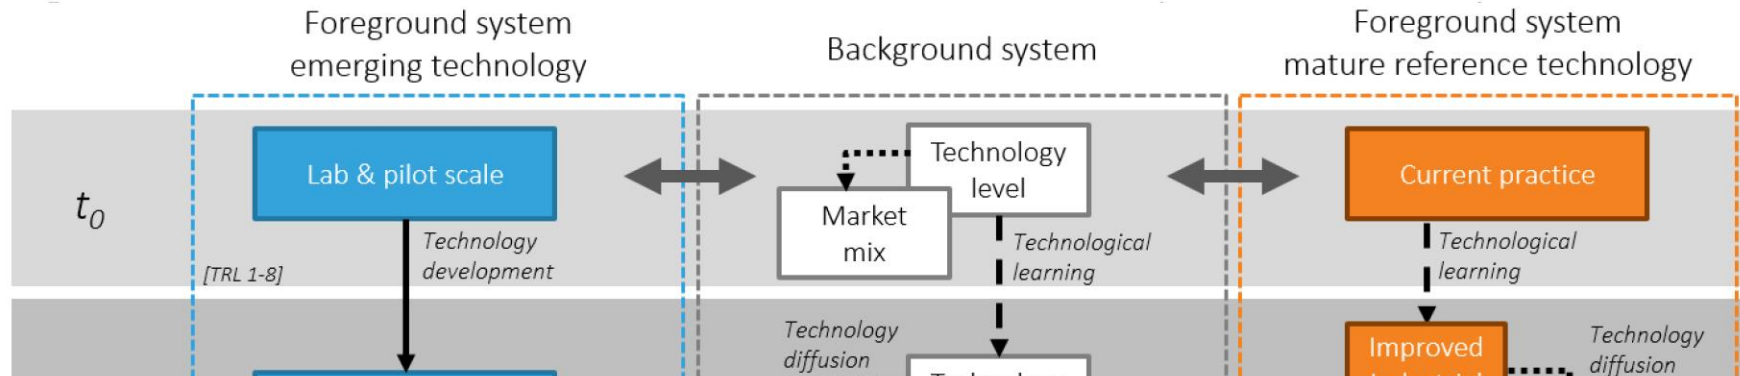 Foreground system
emerging technology
Background system
Foreground system
mature reference technology
t0
Lab & pilot scale
Technology
development
[TRL 1-8]
Technology
level
Market
mix
Technological
learning
Current practice
Technological
learning
Technology
diffusion
Improved
Technology
diffusion